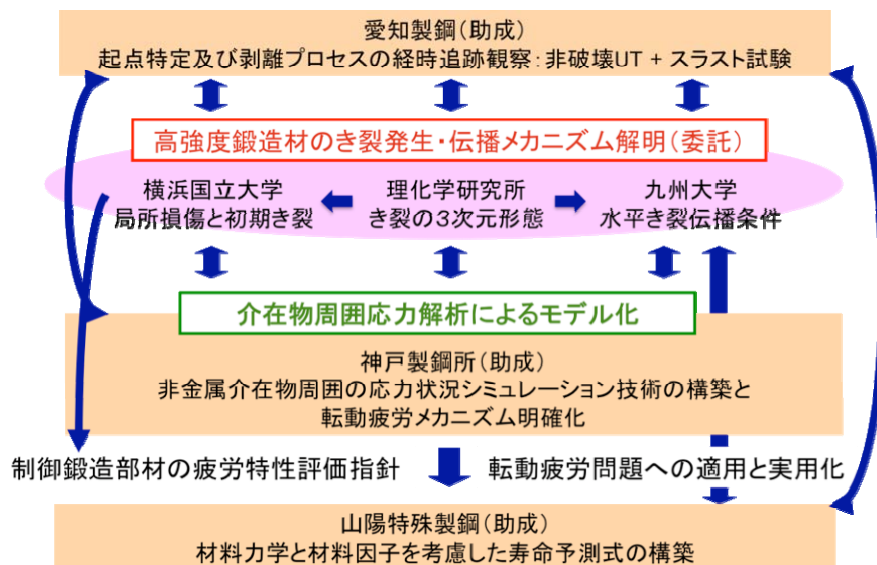 愛知製鋼(助成)
起点特定及び剥離プロセスの経時追跡観察:非破壊UT + スラスト試験
高強度鍛造材のき裂発生・伝播メカニズム解明(委託)
横浜国立大学
局所損傷と初期き裂
理化学研究所
き裂の3次元形態
九州大学
水平き裂伝播条件
介在物周囲応力解析によるモデル化
神戸製鋼所(助成)
非金属介在物周囲の応力状況シミュレーション技術の構築と
転動疲労メカニズム明確化
制御鍛造部材の疲労特性評価指針
転動疲労問題への適用と実用化
山陽特殊製鋼(助成)
材料力学と材料因子を考慮した寿命予測式の構築